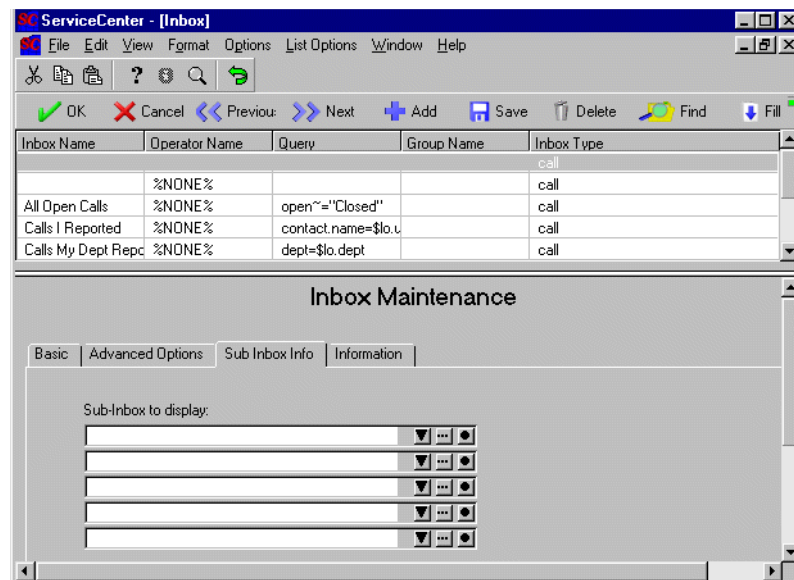 SC ServiceCenter - [Inbox]
SC File Edit View Format Options List Options Window Help
?
OK Cancel Previou: Next Add Save Delete Find Fill
Inbox Name Operator Name Query Group Name Inbox Type
call
%NONE% call
All Open Calls %NONE% open~="Closed" call
Calls I Reported %NONE% contact.name=$lo.u call
Calls My Dept Repo %NONE% dept=$lo.dept call
Inbox Maintenance
Basic Advanced Options Sub Inbox Info Information
Sub-Inbox to display: